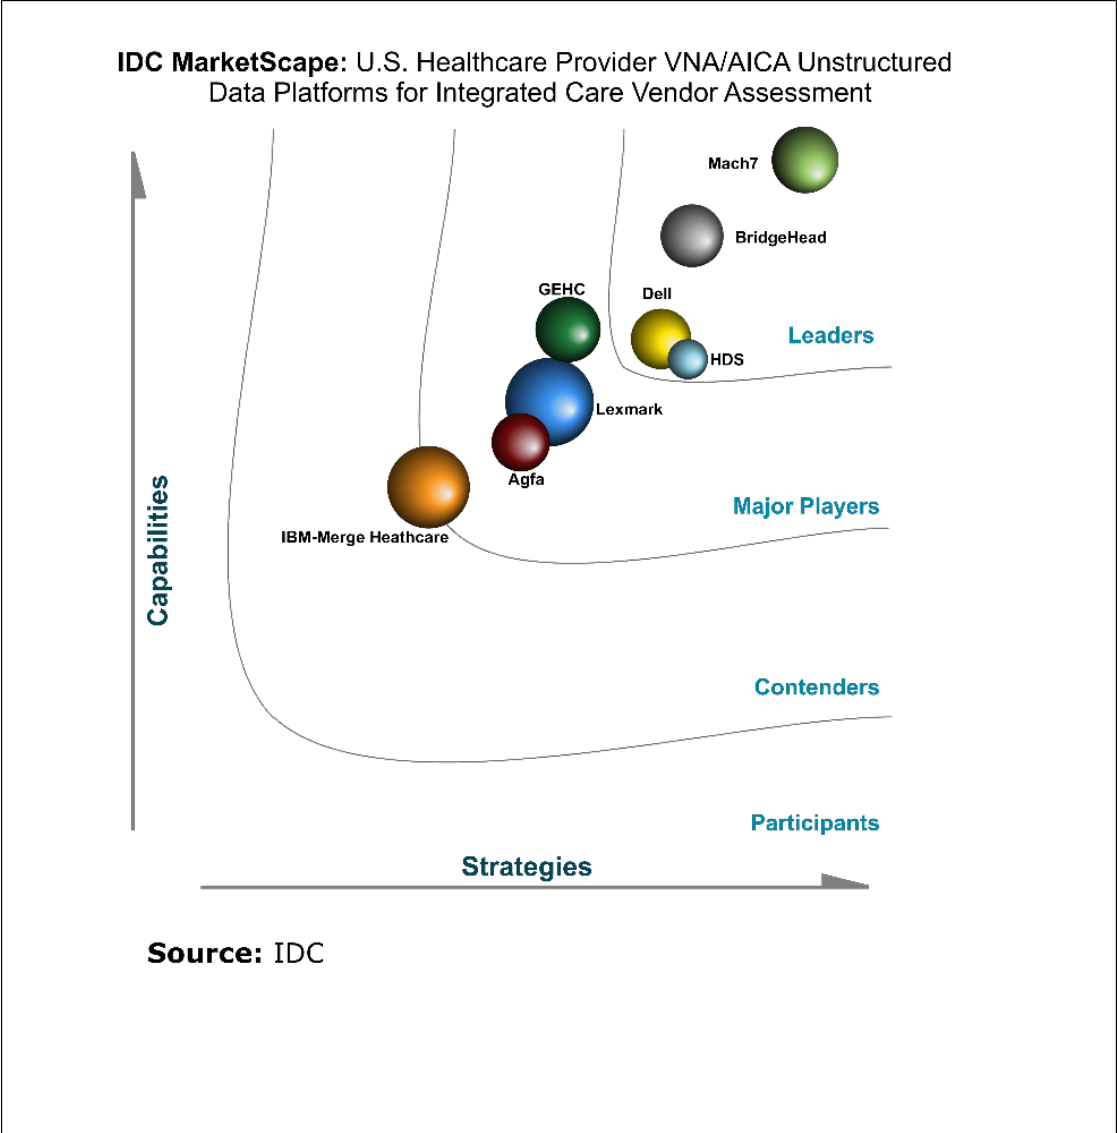 IDC MarketScape: U.S. Healthcare Provider VNA/AICA Unstructured
Data Platforms for Integrated Care Vendor Assessment
Mach7
BridgeHead
GEHC
Dell
Leaders
HDS
Lexmark
Agfa
Major Players
IBM-Merge Heathcare
Capabilities
Contenders
Participants
Strategies
Source: IDC